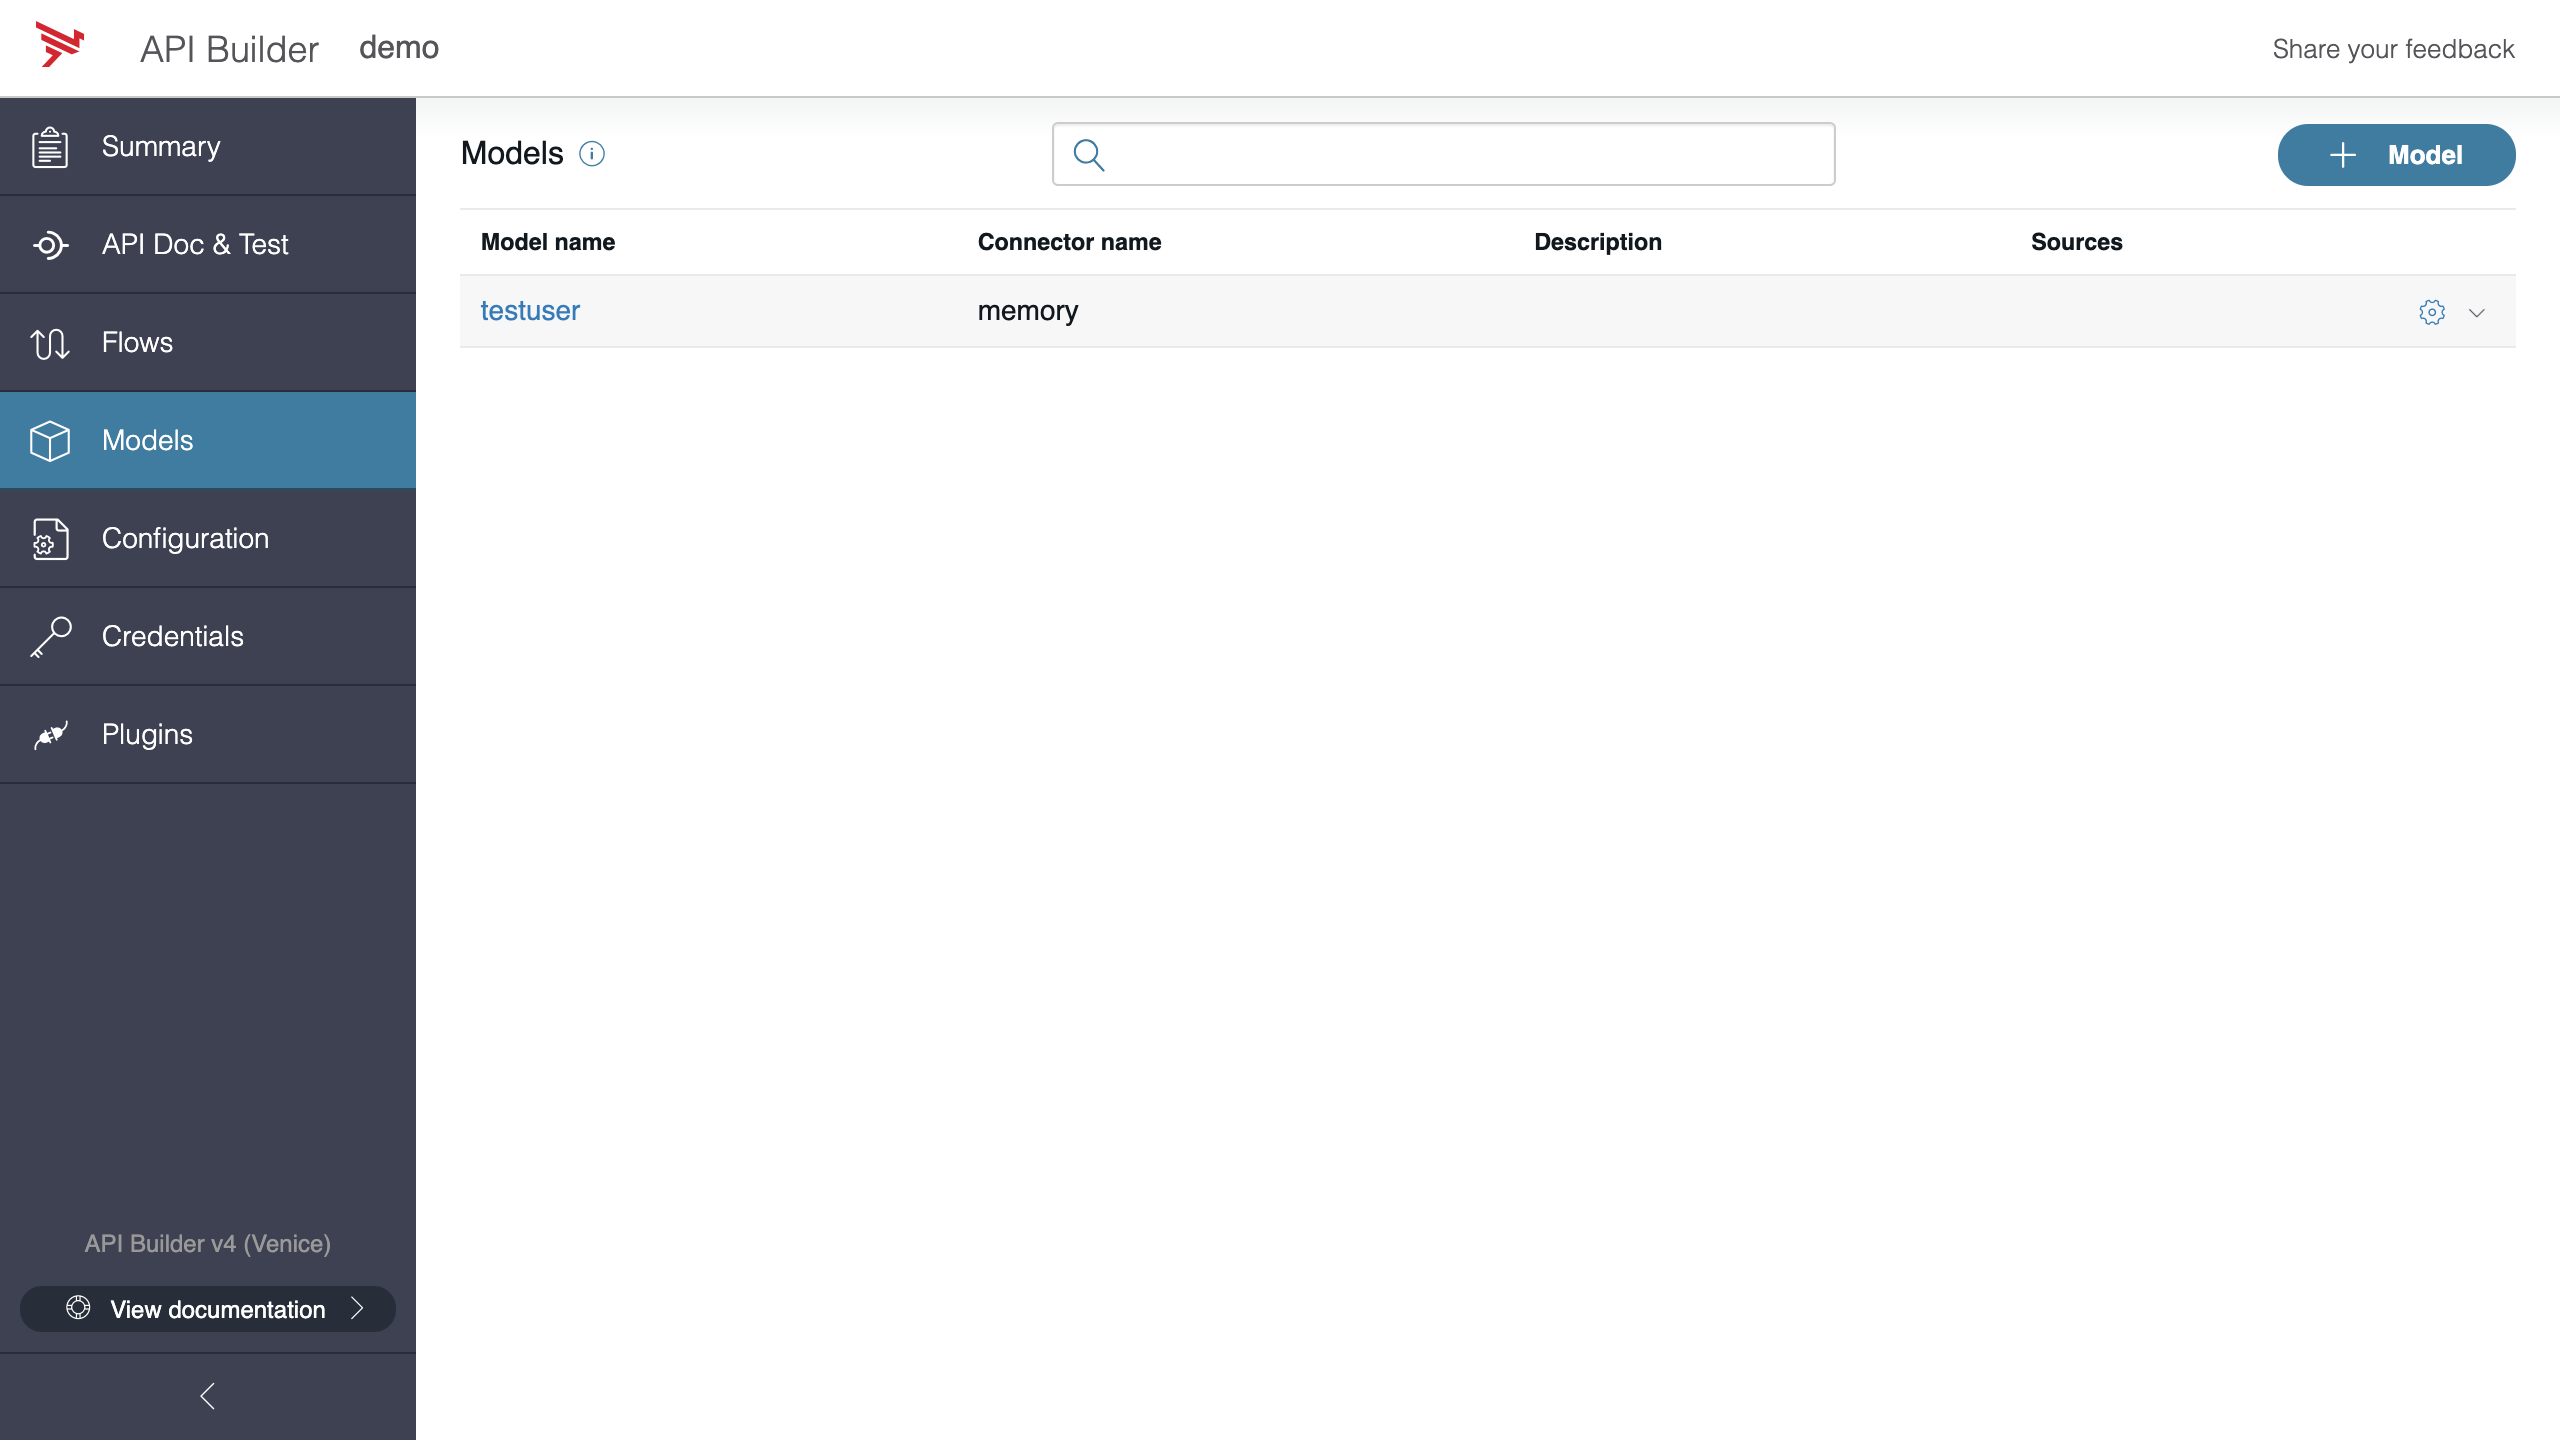 API Builder demo
Share your feedback
Summary
API Doc & Test
Flows
Models
Configuration
Credentials
Plugins
API Builder v4 (Venice)
View documentation
Models
Model
Model name Connector name Description Sources
testuser memory